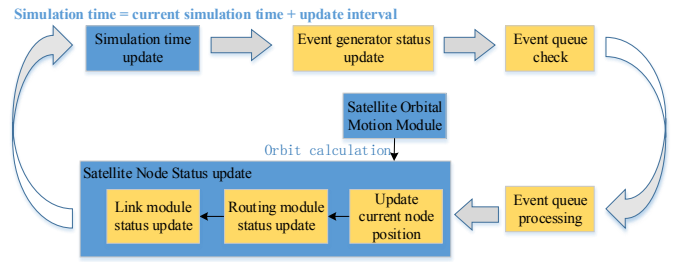 Simulation time = current simulation time + update interval
Simulation time
update
Event generator status
update
Event queue
check
Satellite Orbital
Motion Module
Orbit calculation
Satellite Node Status update
Link module
status update
Routing module
status update
Update
current node
position
Event queue
processing